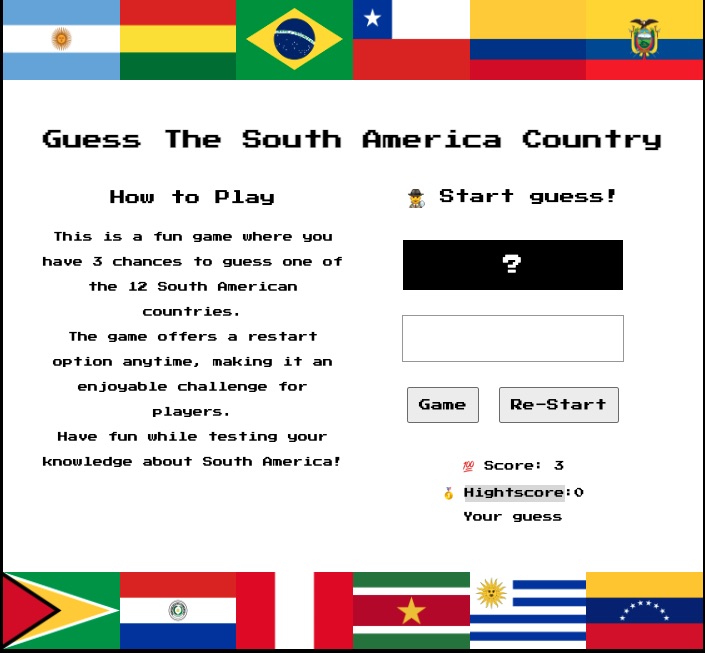 Guess The South America Country
How to Play
This is a fun game where you
have 3 chances to guess one of
the 12 South American
countries.
The game offers a restart
option anytime, making it an
enjoyable challenge for
players.
Have fun while testing your
knowledge about South America!
🕵️ Start guess!
?
Game
Re-Start
💯 Score: 3
🏅 Hightscore:0
Your guess